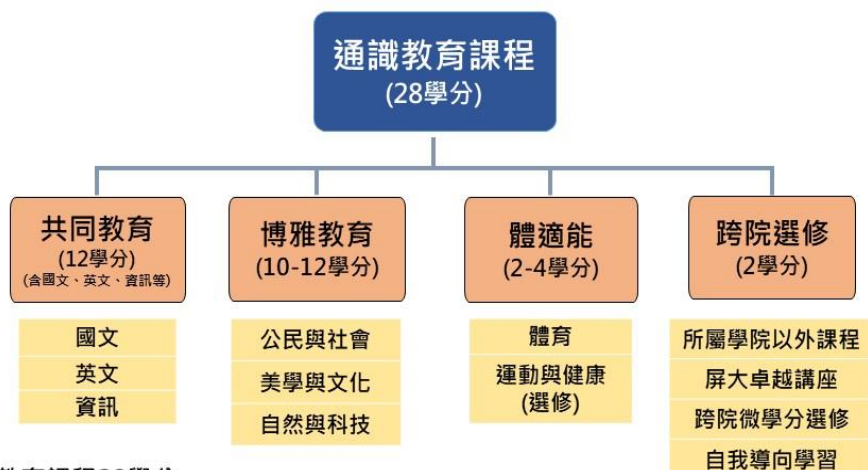 通識教育課程
(28學分)
共同教育
(12學分)
(含國文、英文、資訊等)
國文
英文
資訊
博雅教育
(10-12學分)
公民與社會
美學與文化
自然與科技
體適能
(2-4學分)
體育
運動與健康
(選修)
跨院選修
(2學分)
所屬學院以外課程
屏大卓越講座
跨院微學分選修
自我導向學習